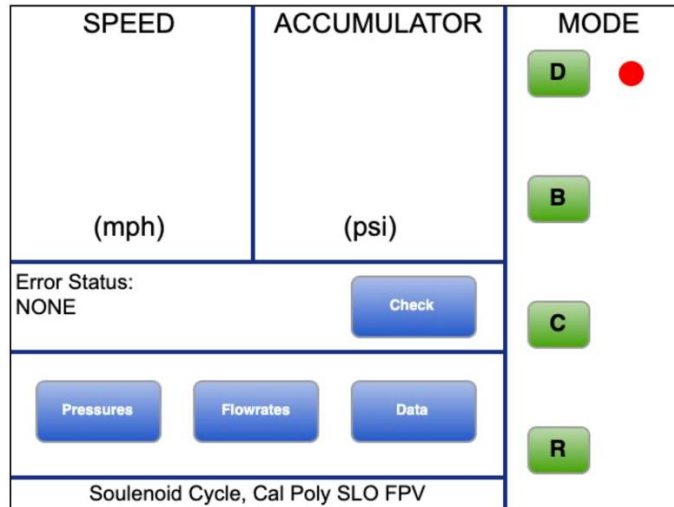 SPEED
ACCUMULATOR
MODE
D
B
(mph)
(psi)
Error Status:
NONE
Check
C
Pressures
Flowrates
Data
R
Soulenoid Cycle, Cal Poly SLO FPV